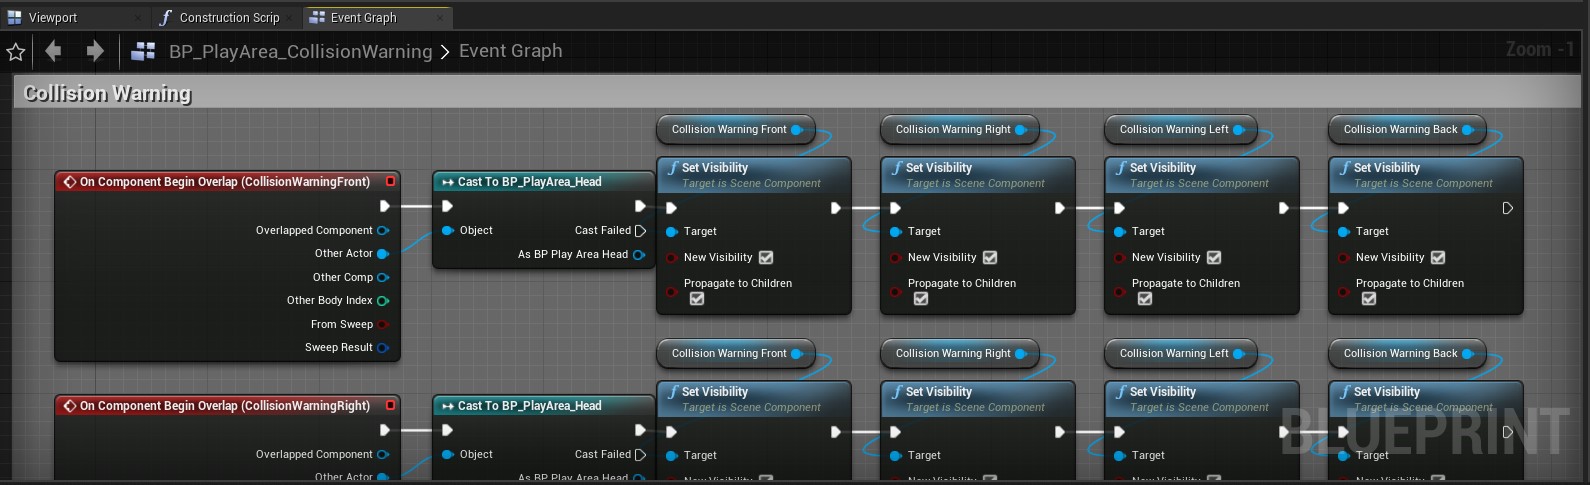 Viewport
Construction Scrip
Event Graph
BP_PlayArea_CollisionWarning > Event Graph
Zoom -1
Collision Warning
Collision Warning Front
Collision Warning Right
Collision Warning Left
Collision Warning Back
On Component Begin Overlap (CollisionWarningFront)
Overlapped Component
Other Actor
Other Comp
Other Body Index
From Sweep
Sweep Result
Cast To BP_PlayArea_Head
Object
Cast Failed
As BP Play Area Head
Set Visibility
Target is Scene Component
Target
New Visibility
Propagate to Children
Set Visibility
Target is Scene Component
Target
New Visibility
Propagate to Children
Set Visibility
Target is Scene Component
Target
New Visibility
Propagate to Children
Set Visibility
Target is Scene Component
Target
New Visibility
Propagate to Children
Collision Warning Front
Collision Warning Right
Collision Warning Left
Collision Warning Back
On Component Begin Overlap (CollisionWarningRight)
Overlapped Component
Other Actor
Cast To BP_PlayArea_Head
Object
Cast Failed
As BP Play Area Head
Set Visibility
Target is Scene Component
Target
New Visibility
Set Visibility
Target is Scene Component
Target
New Visibility
Set Visibility
Target is Scene Component
Target
New Visibility
Set Visibility
Target is Scene Component
Target
New Visibility
BLUEPRINT